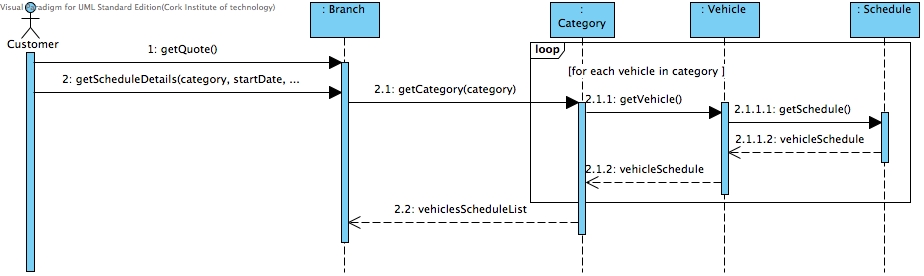 Visual Paradigm for UML Standard Edition(Cork Institute of technology)
: Branch
:
Category
: Vehicle
: Schedule
Customer
loop
1: getQuote()
[for each vehicle in category ]
2: getScheduleDetails(category, startDate, ...
2.1: getCategory(category)
2.1.1: getVehicle()
2.1.1.1: getSchedule()
2.1.1.2: vehicleSchedule
2.1.2: vehicleSchedule
2.2: vehiclesScheduleList